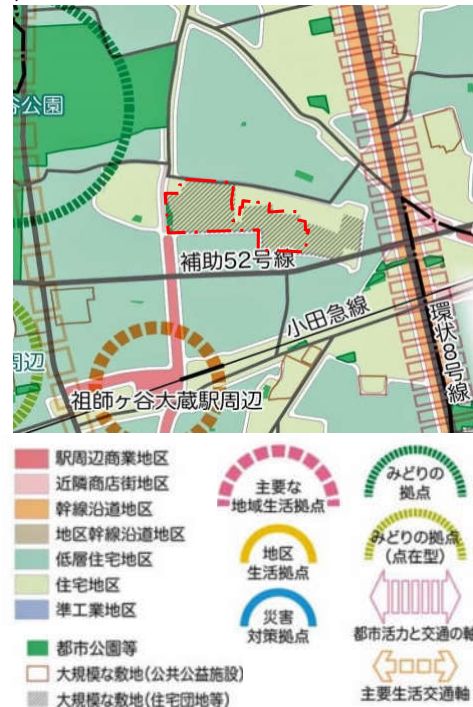 谷公園
補助52号線
小田急線
環状8号線
周辺
祖師ヶ谷大蔵駅周辺
駅周辺商業地区
近隣商店街地区
幹線沿道地区
地区幹線沿道地区
低層住宅地区
住宅地区
準工業地区
都市公園等
大規模な敷地(公共公益施設)
大規模な敷地(住宅団地等)
主要な
地域生活拠点
地区
生活拠点
災害
対策拠点
みどりの
拠点
みどりの拠点
(点在型)
都市活力と交通の軸
主要生活交通軸